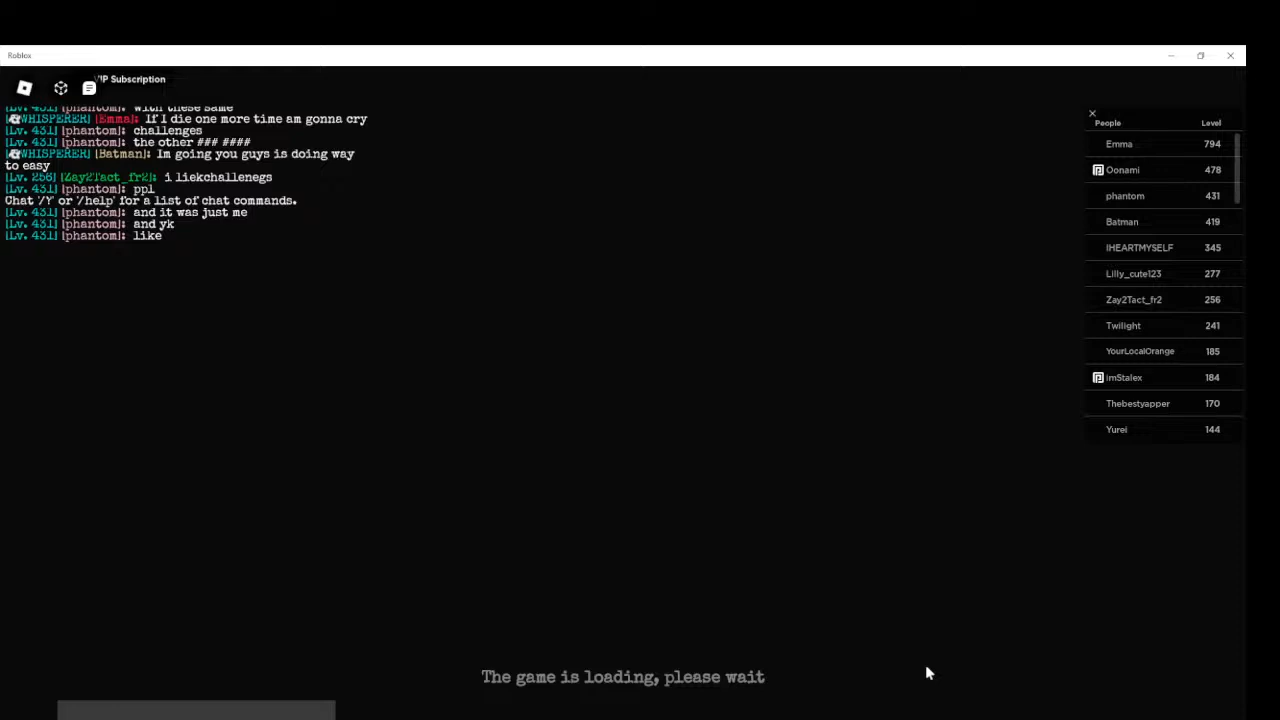 Roblox
VIP Subscription
[Lv. 431] [phantom]: with these same
[WHISPERER] [Emma]: If I die one more time am gonna cry
[Lv. 431] [phantom]: challenges
[Lv. 431] [phantom]: the other ### ####
[WHISPERER] [Batman]: Im going you guys is doing way
to easy
[Lv. 256] [Zay2Tact_fr2]: i liekchallenegs
[Lv. 431] [phantom]: ppl
Chat '/?' or '/help' for a list of chat commands.
[Lv. 431] [phantom]: and it was just me
[Lv. 431] [phantom]: and yk
[Lv. 431] [phantom]: like
People Level
Emma 794
Oonami 478
phantom 431
Batman 419
IHEARTMYSELF 345
Lilly_cute123 277
Zay2Tact_fr2 256
Twilight 241
YourLocalOrange 185
imStalex 184
Thebestyapper 170
Yurei 144
The game is loading, please wait